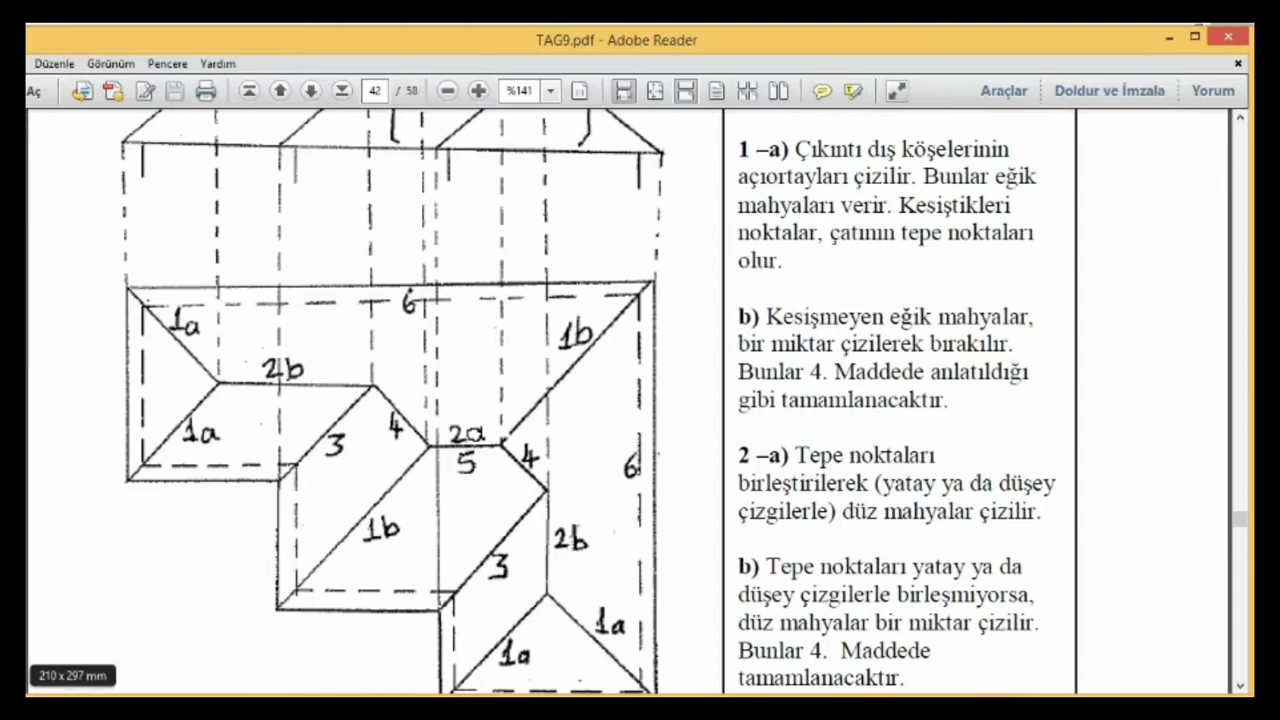 TAG9.pdf - Adobe Reader
Düzenle Görünüm Pencere Yardım
Aç 42 / 58 %141 Araçlar Doldur ve İmzala Yorum
6
1a
1b
2b
1a
3
4
2a
5
4
6
1b
2b
3
1a
1a
1 –a) Çıkıntı dış köşelerinin
açıortayları çizilir. Bunlar eğik
mahyaları verir. Kesiştikleri
noktalar, çatının tepe noktaları
olur.
b) Kesişmeyen eğik mahyalar,
bir miktar çizilerek bırakılır.
Bunlar 4. Maddede anlatıldığı
gibi tamamlanacaktır.
2 –a) Tepe noktaları
birleştirilerek (yatay ya da düşey
çizgilerle) düz mahyalar çizilir.
b) Tepe noktaları yatay ya da
düşey çizgilerle birleşmiyorsa,
düz mahyalar bir miktar çizilir.
Bunlar 4. Maddede
tamamlanacaktır.
210 x 297 mm